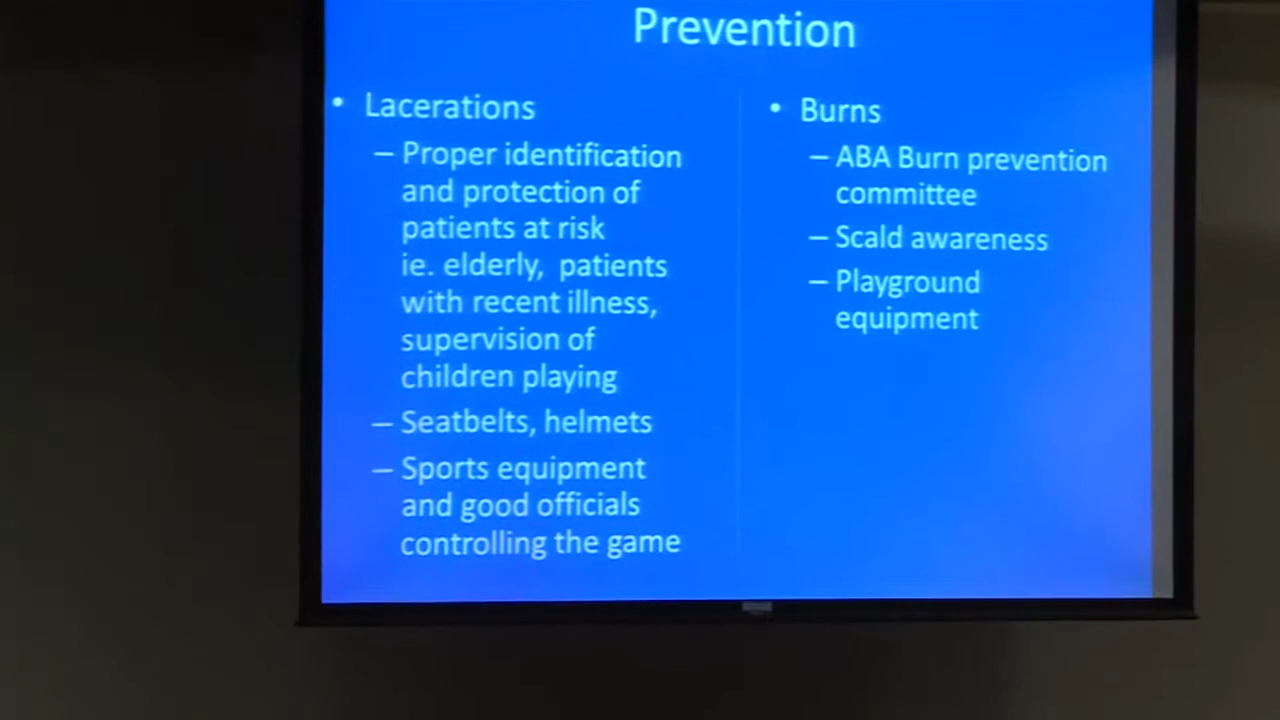 Prevention
• Lacerations
– Proper identification
and protection of
patients at risk
ie. elderly,  patients
with recent illness,
supervision of
children playing
– Seatbelts, helmets
– Sports equipment
and good officials
controlling the game
• Burns
– ABA Burn prevention
committee
– Scald awareness
– Playground
equipment